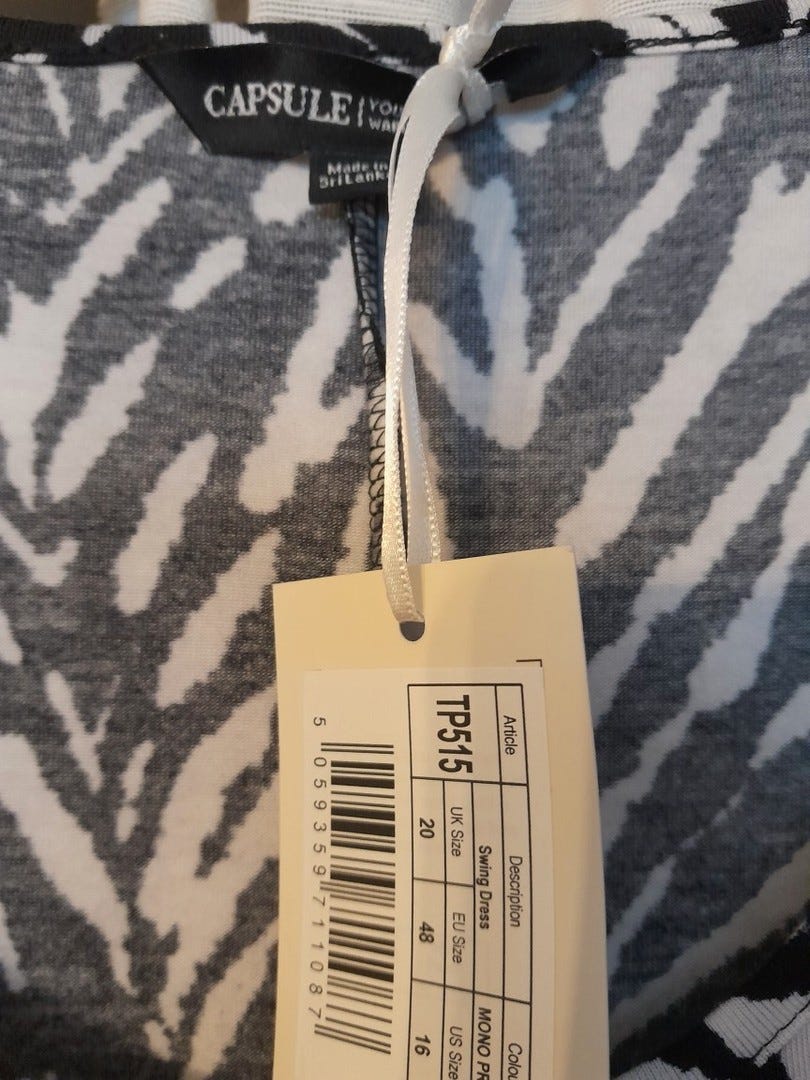 CAPSULE
Made in
Sri Lanka
Article
Description
TP515
Swing Dress
MONO
UK Size
EU Size
US Size
20
48
16
5 059359 711087